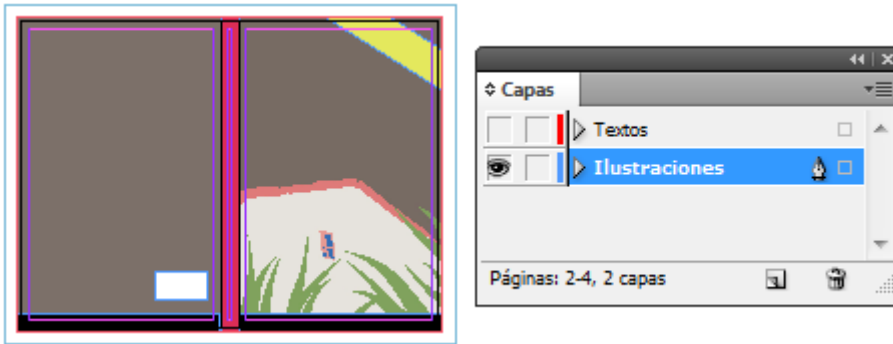 Capas
Textos
Ilustraciones
Páginas: 2-4, 2 capas